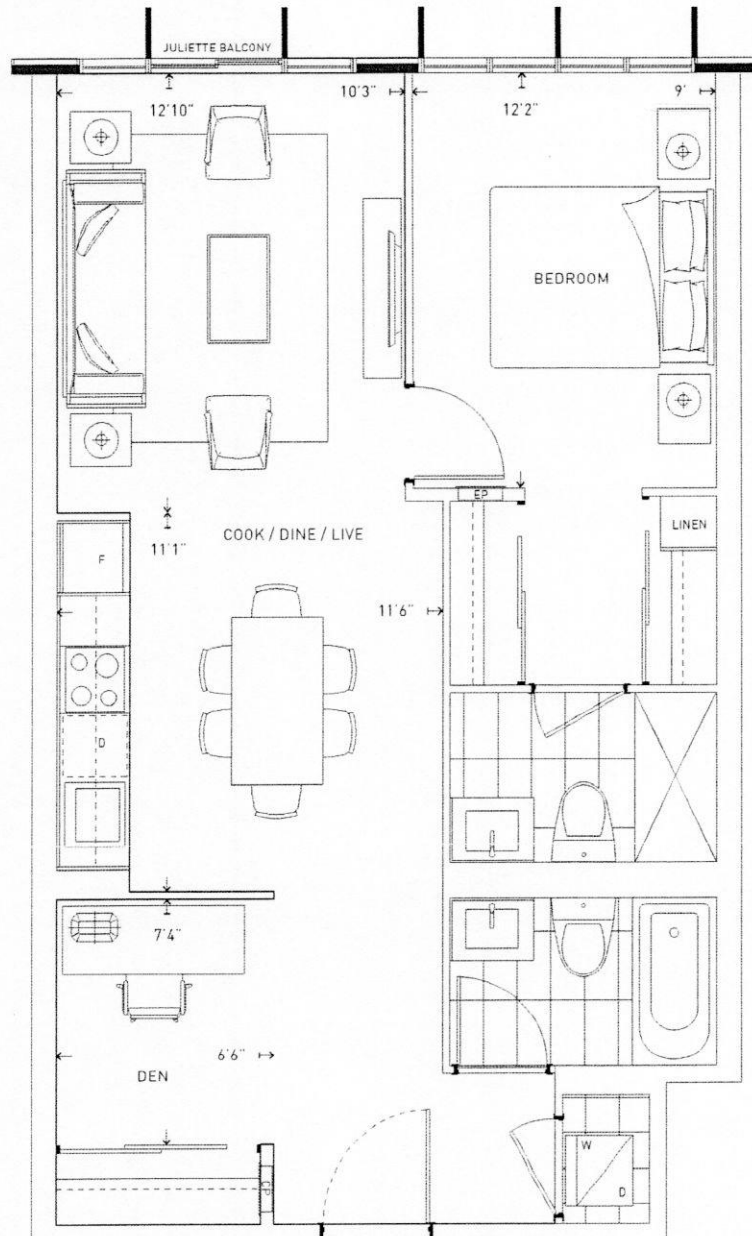 JULIETTE BALCONY
12'10"
10'3"
12'2"
9'
BEDROOM
EP
LINEN
COOK / DINE / LIVE
11'1"
F
11'6"
D
7'4"
6'6"
DEN
CP
W
D